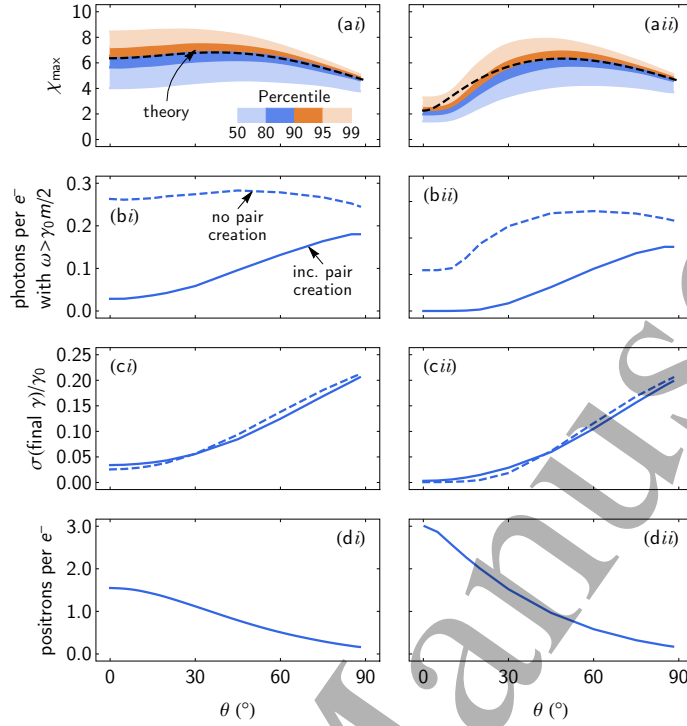 (ai)
(aii)
χmax
10
8
6
4
2
0
theory
Percentile
50 80 90 95 99
photons per e−
with ω>γ0m/2
0.3
0.2
0.1
0.0
(bi)
no pair
creation
inc. pair
creation
(bii)
σ(final γ)/γ0
0.25
0.20
0.15
0.10
0.05
0.00
(ci)
(cii)
positrons per e−
3.0
2.0
1.0
0.0
(di)
(dii)
0 30 60 90
0 30 60 90
θ (°)
θ (°)